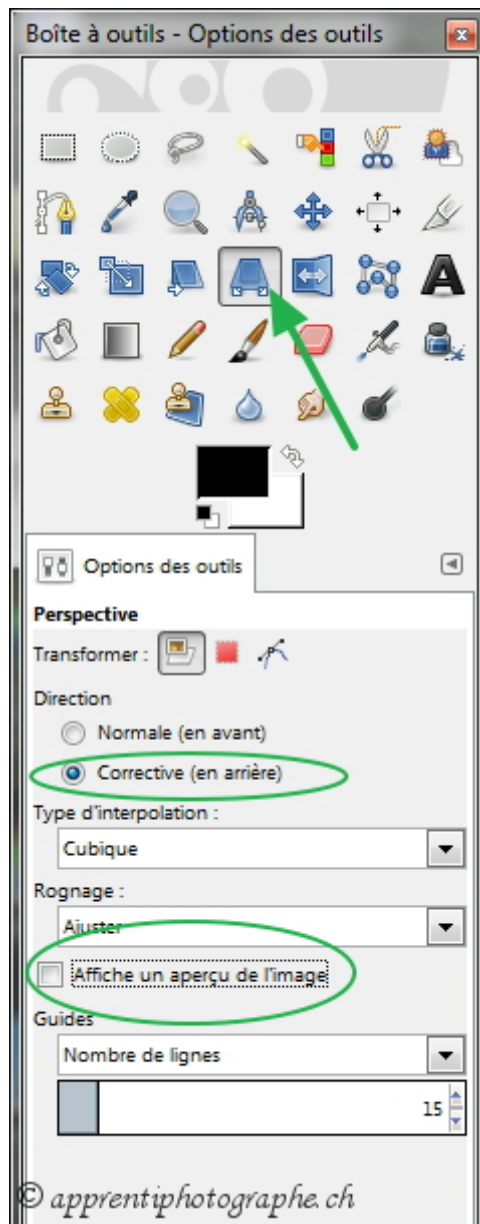 Boîte à outils - Options des outils
Options des outils
Perspective
Transformer :
Direction
Normale (en avant)
Corrective (en arrière)
Type d'interpolation :
Cubique
Rognage :
Ajuster
Affiche un aperçu de l'image
Guides
Nombre de lignes
15
© apprentiphotographe.ch